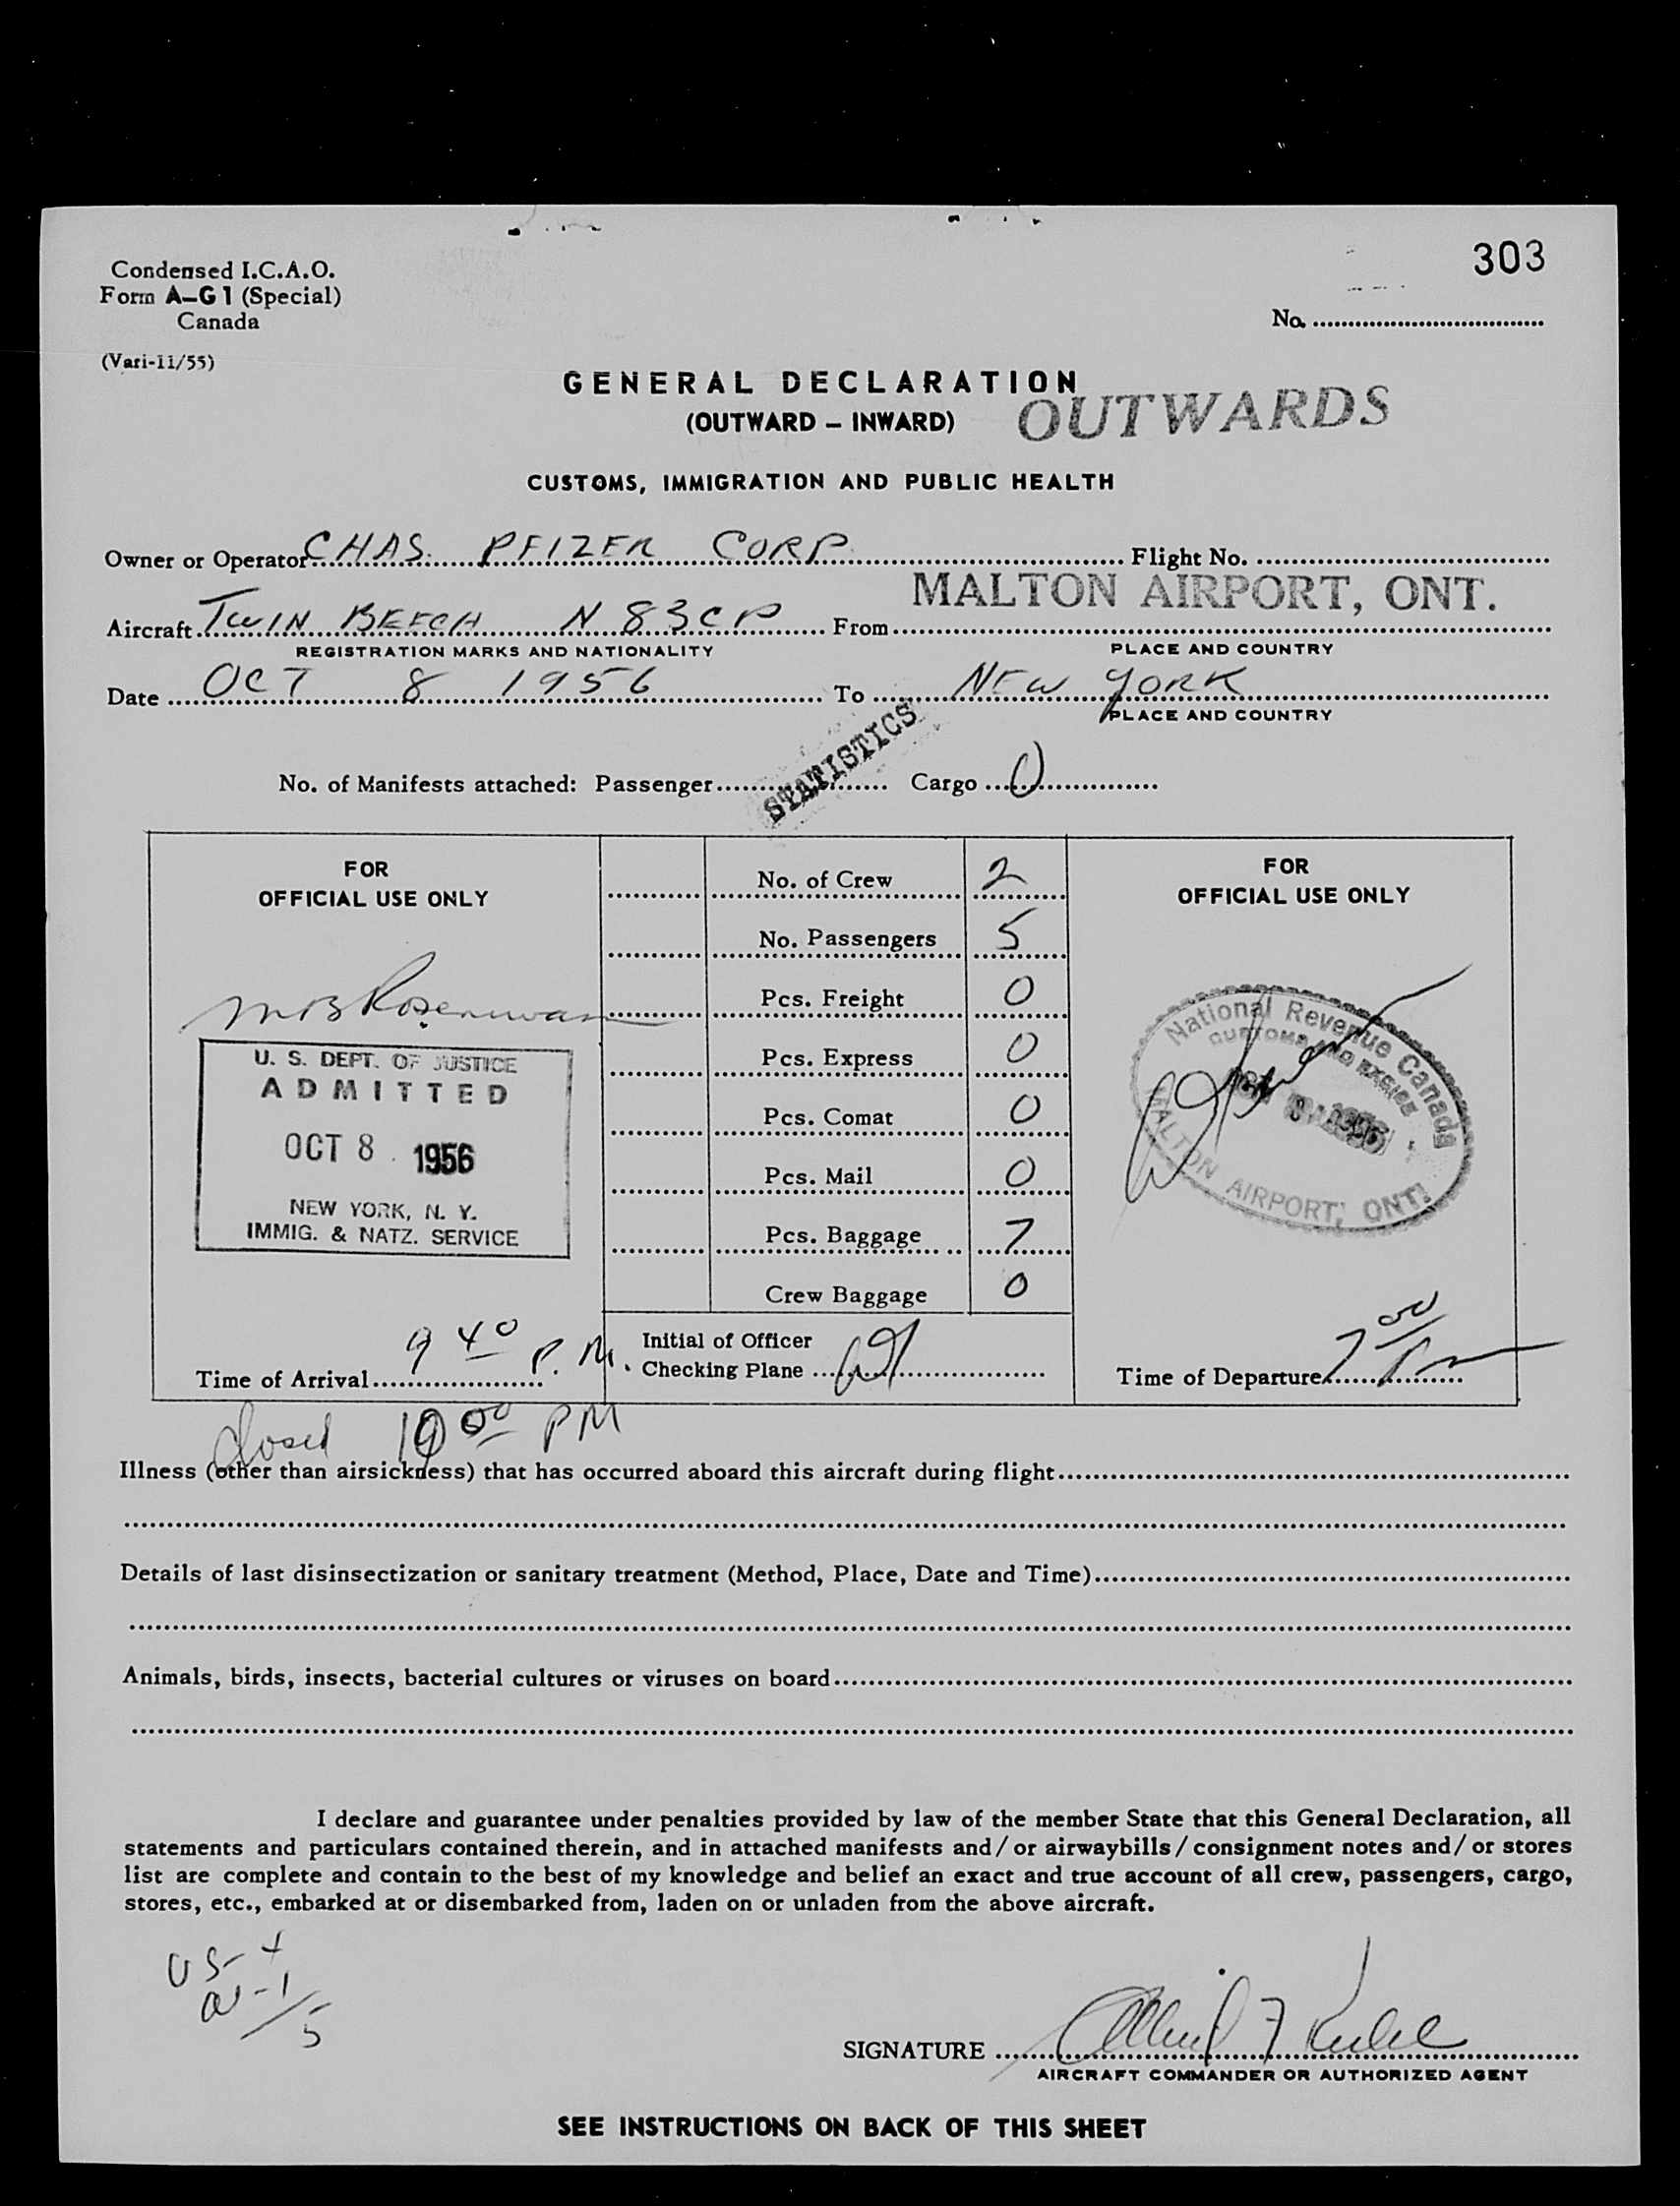 303
Condensed I.C.A.O.
Form A—G 1 (Special)
Canada
No.
(Vari-11/55)
GENERAL DECLARATION
(OUTWARD – INWARD) OUTWARDS
CUSTOMS, IMMIGRATION AND PUBLIC HEALTH
Owner or Operator CHAS. PFIZER CORP. Flight No.
MALTON AIRPORT, ONT.
Aircraft TWIN BEECH N 83CP From
REGISTRATION MARKS AND NATIONALITY PLACE AND COUNTRY
Date OCT 8 1956 To NEW YORK
PLACE AND COUNTRY
STATISTICS
No. of Manifests attached: Passenger Cargo 0
FOR
OFFICIAL USE ONLY
U. S. DEPT. OF JUSTICE
ADMITTED
OCT 8 1956
NEW YORK, N. Y.
IMMIG. & NATZ. SERVICE
Time of Arrival 9 40 P.M.
No. of Crew 2
No. Passengers 5
Pcs. Freight 0
Pcs. Express 0
Pcs. Comat 0
Pcs. Mail 0
Pcs. Baggage 7
Crew Baggage 0
Initial of Officer
Checking Plane
FOR
OFFICIAL USE ONLY
National Revenue Canada
CUSTOMS AND EXCISE
1956
MALTON AIRPORT, ONT.
Time of Departure 7 00
closed 10 00 PM
Illness (other than airsickness) that has occurred aboard this aircraft during flight
Details of last disinsectization or sanitary treatment (Method, Place, Date and Time)
Animals, birds, insects, bacterial cultures or viruses on board
I declare and guarantee under penalties provided by law of the member State that this General Declaration, all
statements and particulars contained therein, and in attached manifests and/or airwaybills/consignment notes and/or stores
list are complete and contain to the best of my knowledge and belief an exact and true account of all crew, passengers, cargo,
stores, etc., embarked at or disembarked from, laden on or unladen from the above aircraft.
US-4
-1
5
SIGNATURE
AIRCRAFT COMMANDER OR AUTHORIZED AGENT
SEE INSTRUCTIONS ON BACK OF THIS SHEET